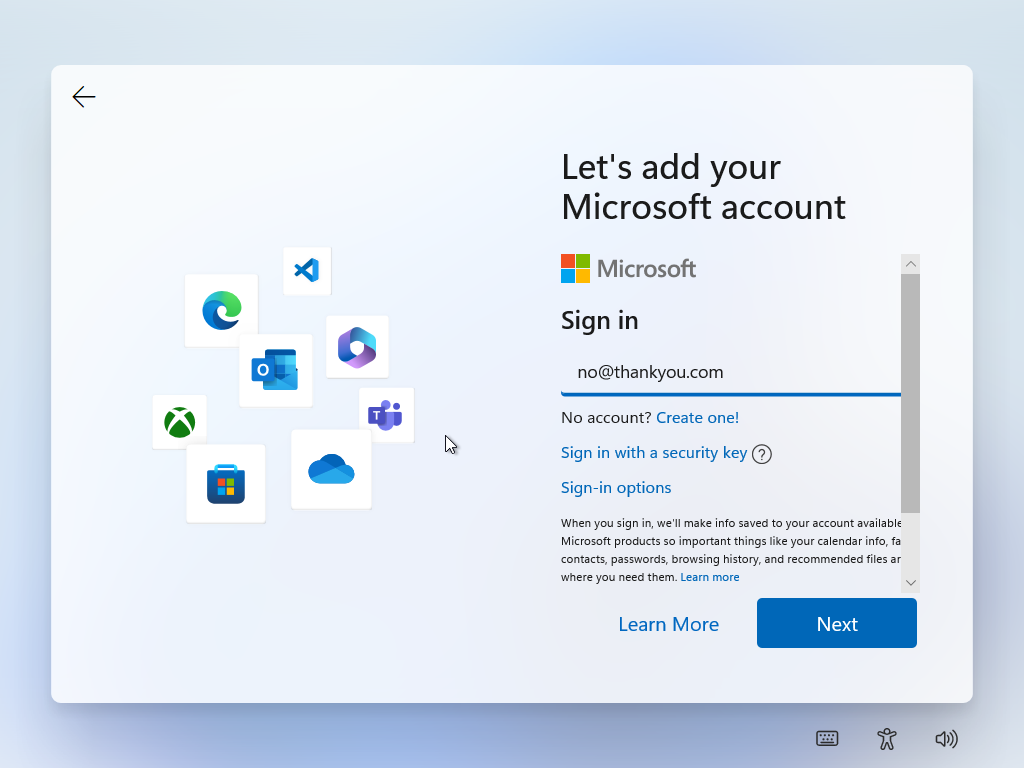 Let's add your
Microsoft account
Microsoft
Sign in
no@thankyou.com
No account? Create one!
Sign in with a security key ?
Sign-in options
When you sign in, we'll make info saved to your account available
Microsoft products so important things like your calendar info, fa
contacts, passwords, browsing history, and recommended files ar
where you need them. Learn more
Learn More
Next
O
T